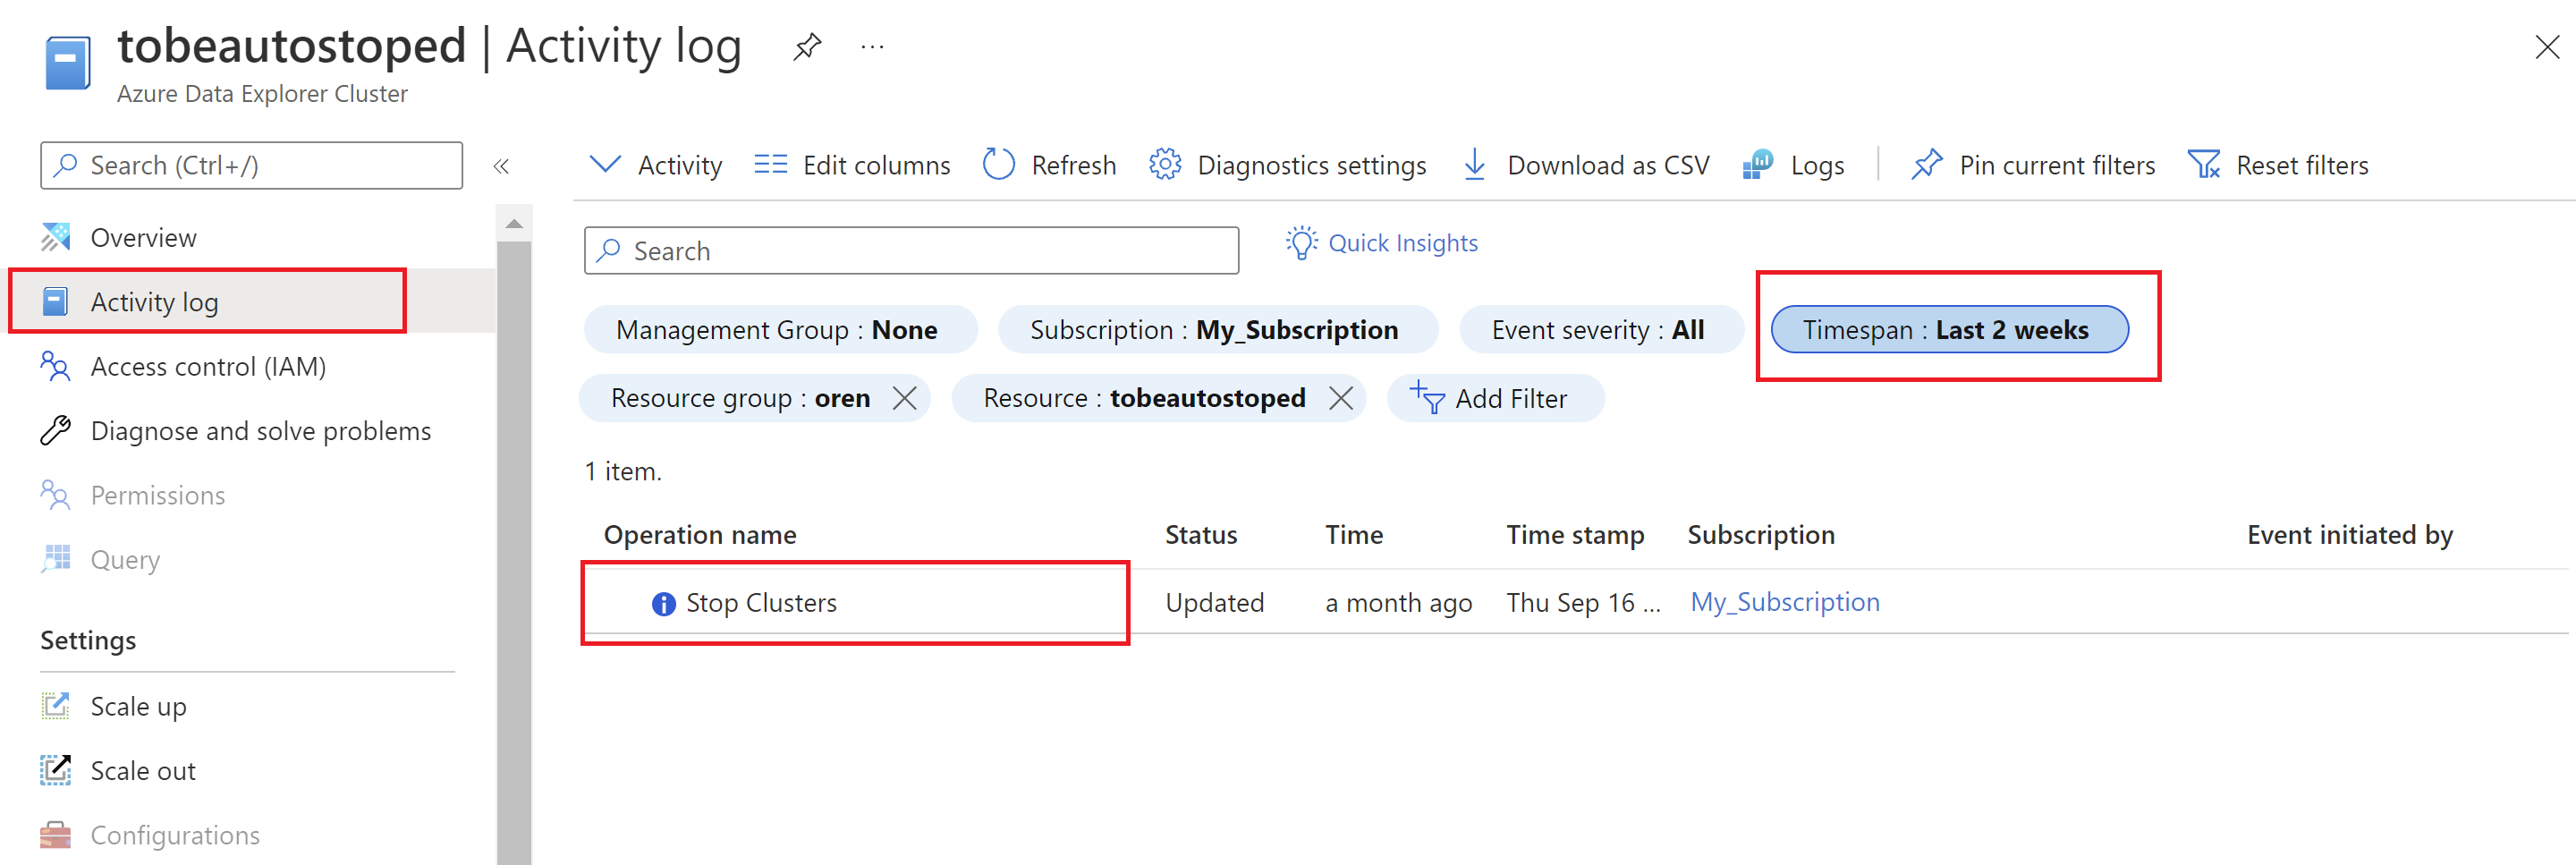 tobeautostoped | Activity log
Azure Data Explorer Cluster
Search (Ctrl+/)
Overview
Activity log
Access control (IAM)
Diagnose and solve problems
Permissions
Query
Settings
Scale up
Scale out
Configurations
Activity Edit columns Refresh Diagnostics settings Download as CSV Logs Pin current filters Reset filters
Search
Quick Insights
Management Group : None Subscription : My_Subscription Event severity : All Timespan : Last 2 weeks
Resource group : oren Resource : tobeautostoped Add Filter
1 item.
Operation name Status Time Time stamp Subscription Event initiated by
Stop Clusters Updated a month ago Thu Sep 16 ... My_Subscription